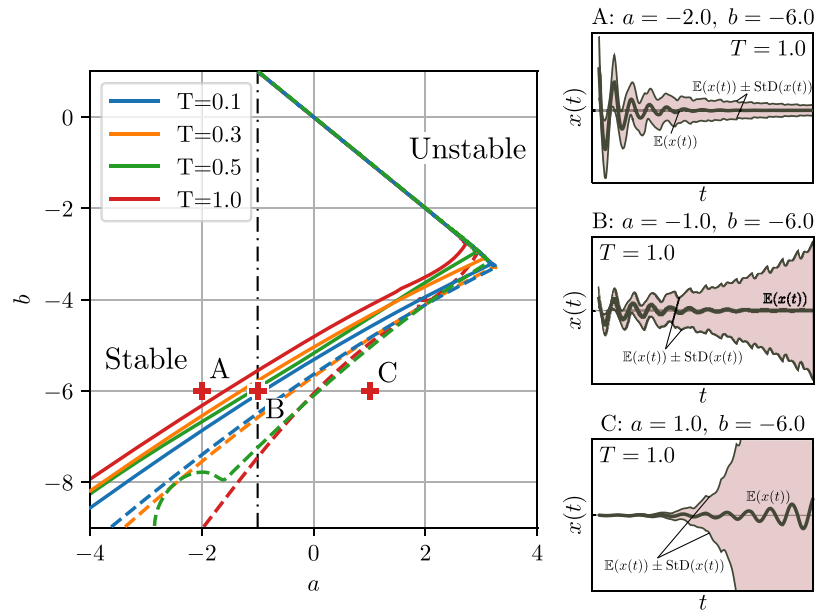 T=0.1
T=0.3
T=0.5
T=1.0
Unstable
Stable
A
B
C
0
−2
−4
−6
−8
b
−4
−2
0
2
4
a
A: a = −2.0, b = −6.0
T = 1.0
𝔼(x(t)) ± StD(x(t))
𝔼(x(t))
x(t)
t
B: a = −1.0, b = −6.0
T = 1.0
𝔼(x(t))
𝔼(x(t)) ± StD(x(t))
x(t)
t
C: a = 1.0, b = −6.0
T = 1.0
𝔼(x(t))
𝔼(x(t)) ± StD(x(t))
x(t)
t